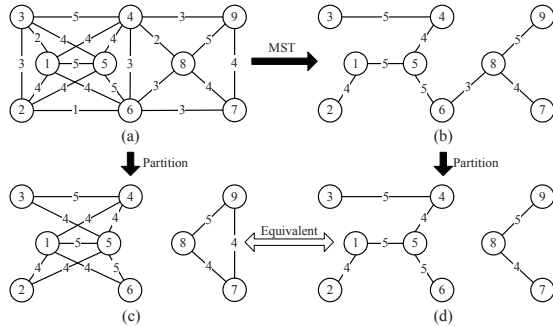 3 5 4 3 9 3 5 4 9
2 4 4 4 2 5 MST 4 5
3 1 5 5 3 8 4 1 5 5 8
4 4 4 5 3 4 4 5 3 4
2 1 6 3 7 2 6 7
(a) (b)
Partition Partition
3 5 4 9 3 5 4 9
4 4 4 5 Equivalent 4 5
1 5 5 8 4 1 5 5 8
4 4 4 5 4 4 5 4
2 6 7 2 6 7
(c) (d)